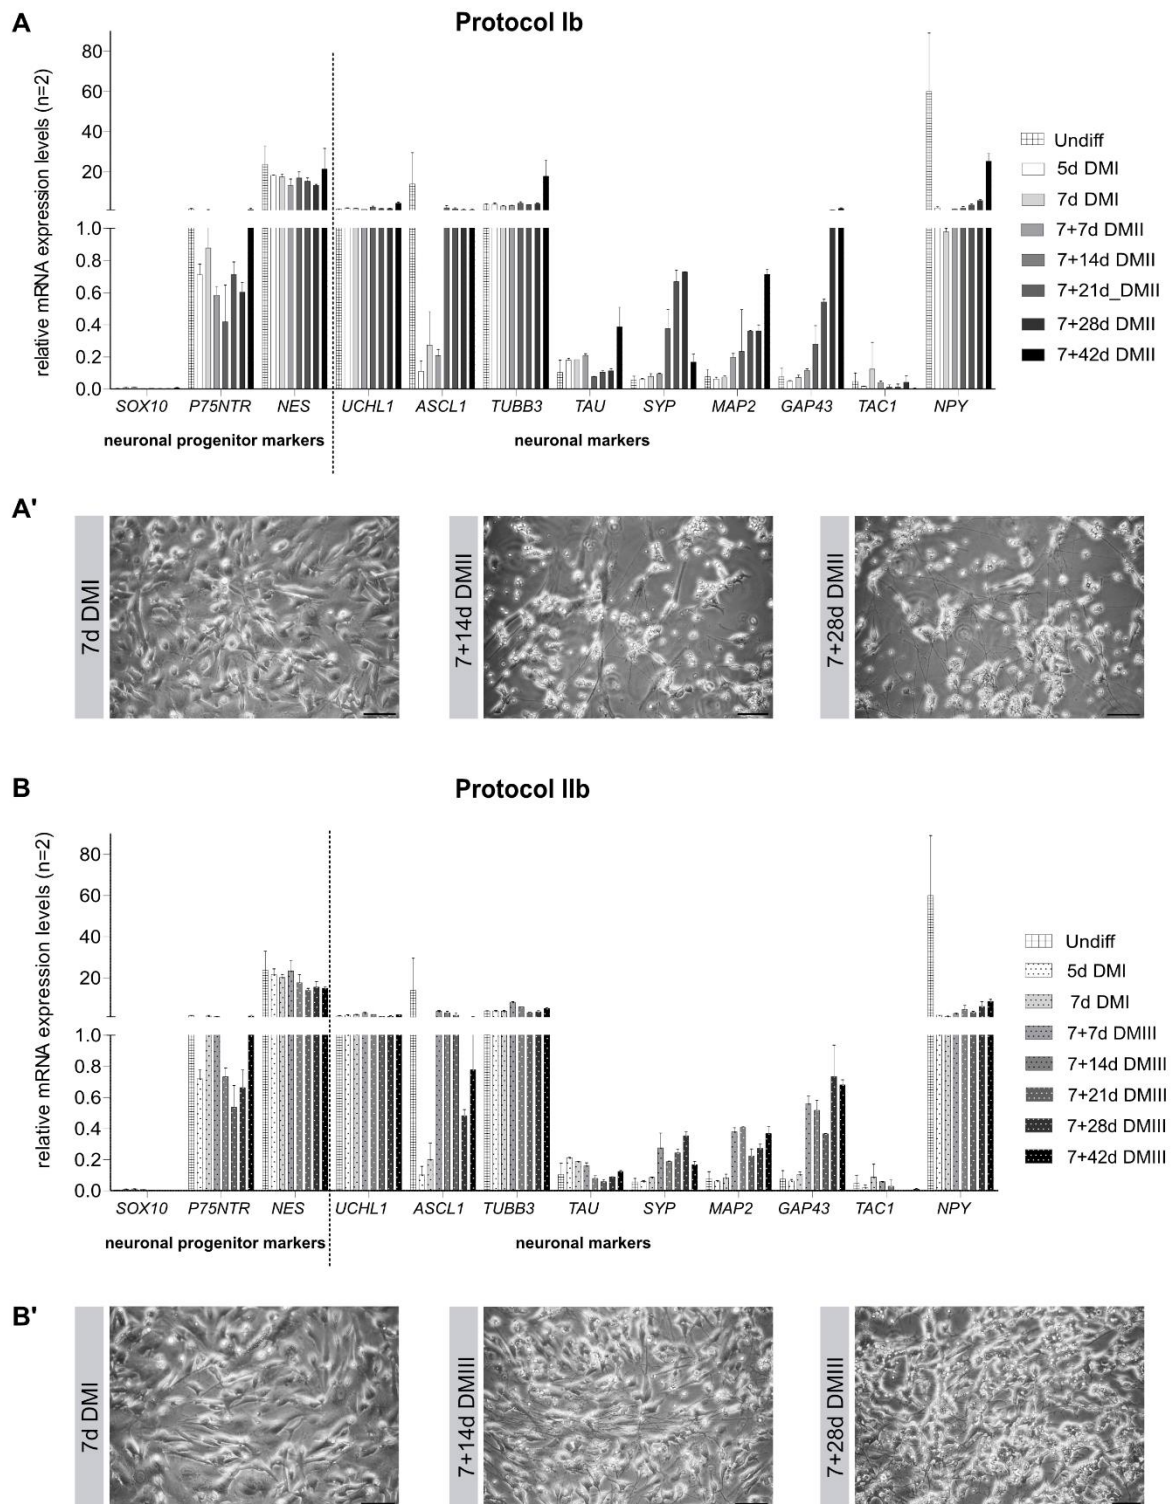 A
Protocol Ib
relative mRNA expression levels (n=2)
80
60
40
20
1.0
0.8
0.6
0.4
0.2
0.0
SOX10 P75NTR NES UCHL1 ASCL1 TUBB3 TAU SYP MAP2 GAP43 TAC1 NPY
neuronal progenitor markers neuronal markers
Undiff
5d DMI
7d DMI
7+7d DMII
7+14d DMII
7+21d_DMII
7+28d DMII
7+42d DMII
A'
7d DMI
7+14d DMII
7+28d DMII
B
Protocol IIb
relative mRNA expression levels (n=2)
80
60
40
20
1.0
0.8
0.6
0.4
0.2
0.0
SOX10 P75NTR NES UCHL1 ASCL1 TUBB3 TAU SYP MAP2 GAP43 TAC1 NPY
neuronal progenitor markers neuronal markers
Undiff
5d DMI
7d DMI
7+7d DMIII
7+14d DMIII
7+21d DMIII
7+28d DMIII
7+42d DMIII
B'
7d DMI
7+14d DMIII
7+28d DMIII